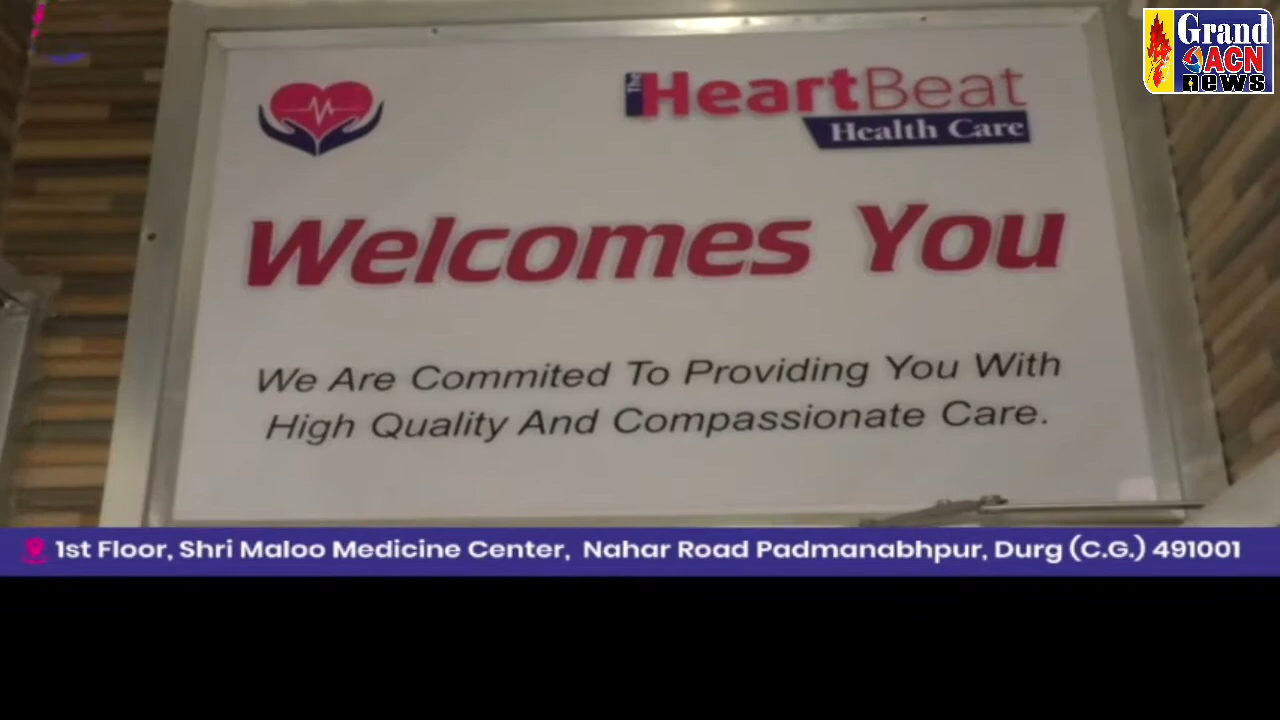 Grand
ACN
news
The HeartBeat
Health Care
Welcomes You
We Are Commited To Providing You With
High Quality And Compassionate Care.
1st Floor, Shri Maloo Medicine Center, Nahar Road Padmanabhpur, Durg (C.G.) 491001